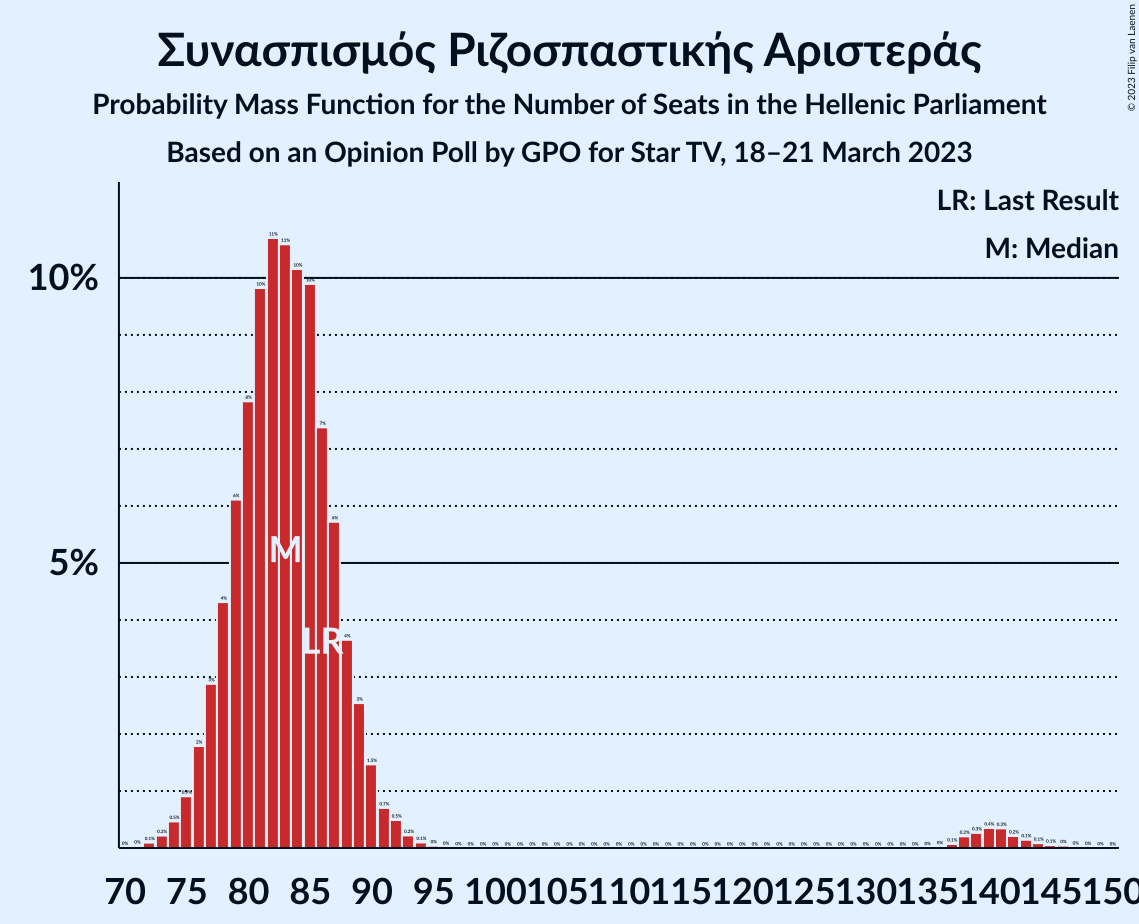 Συνασπισμός Ριζοσπαστικής Αριστεράς
Probability Mass Function for the Number of Seats in the Hellenic Parliament
Based on an Opinion Poll by GPO for Star TV, 18–21 March 2023
© 2023 Filip van Laenen
LR: Last Result
M: Median
10%
5%
M
LR
70 75 80 85 90 95 100 105 110 115 120 125 130 135 140 145 150